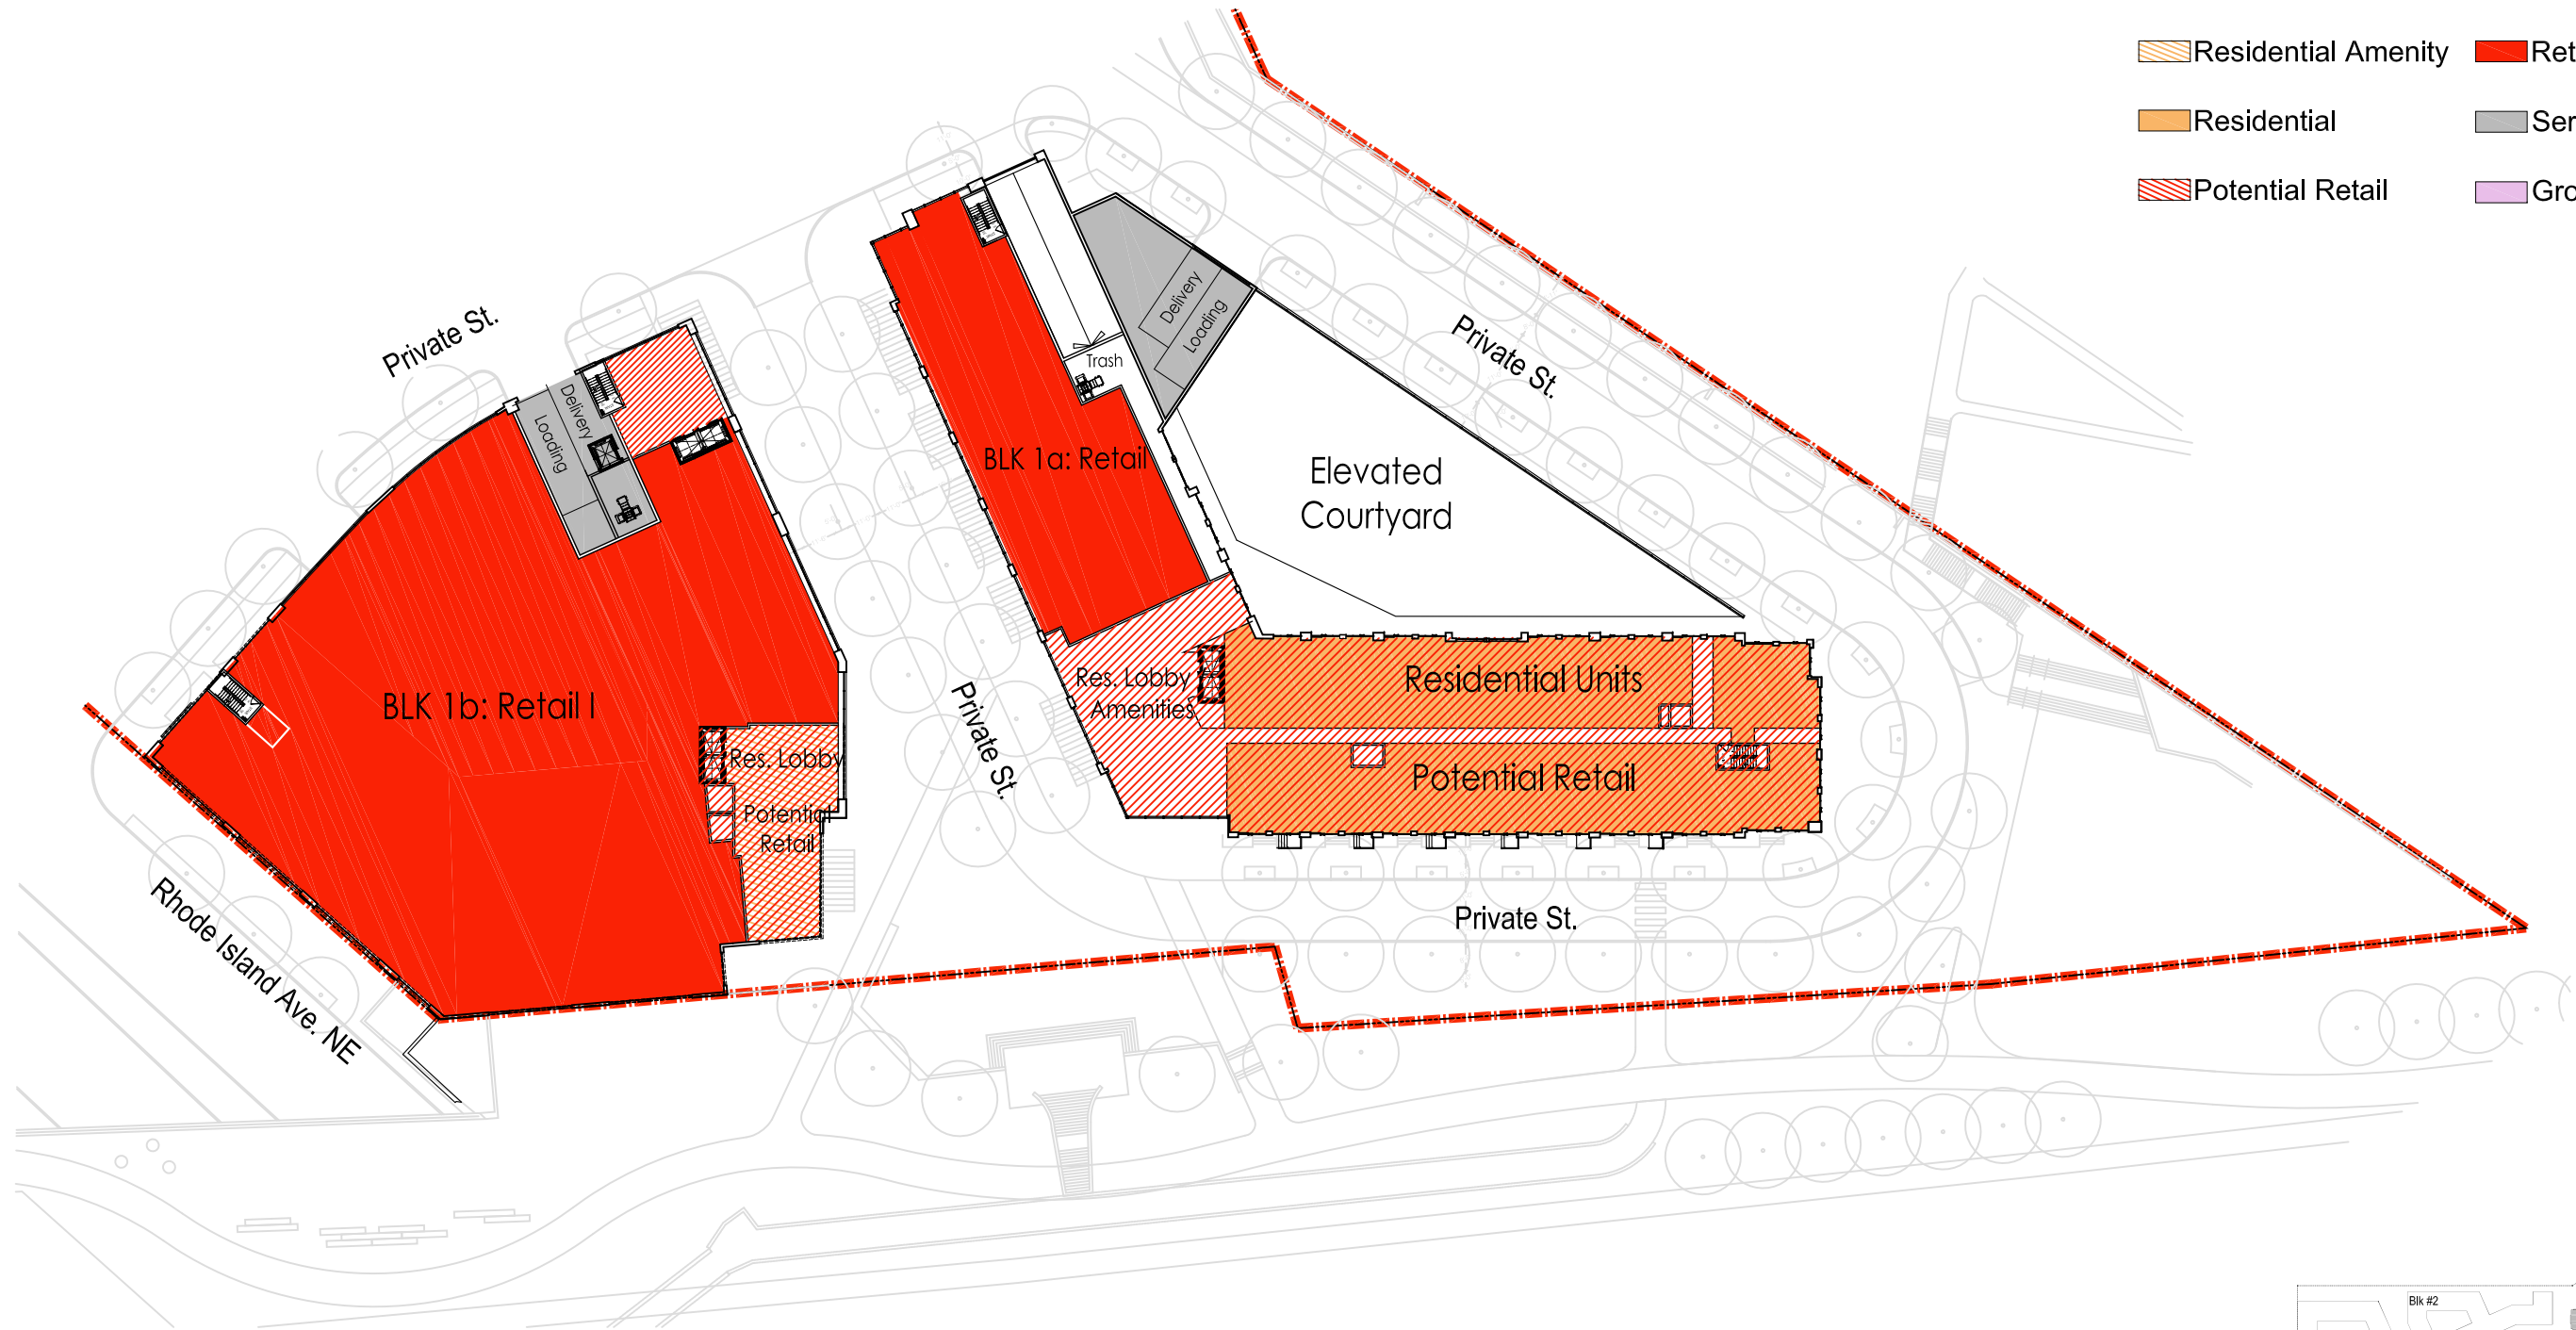 Residential Amenity
Ret
Residential
Ser
Potential Retail
Gro
Private St.
Delivery
Loading
Trash
Delivery
Loading
Private St.
BLK 1a: Retail
Elevated
Courtyard
BLK 1b: Retail I
Res. Lobby
Potential
Retail
Private St.
Res. Lobby
Amenities
Residential Units
Potential Retail
Private St.
Rhode Island Ave. NE
Blk #2